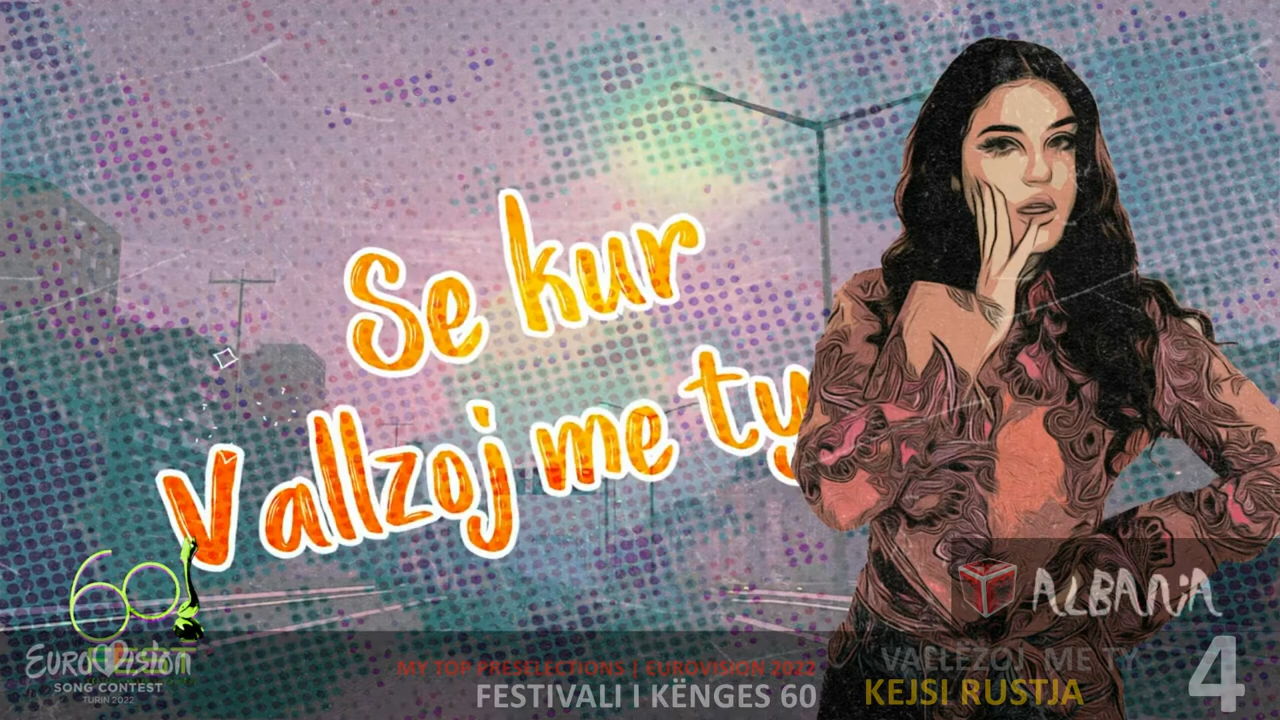 Se kur
Vallzoj me ty
60
EUROVISION
SONG CONTEST
TURIN 2022
MY TOP PRESELECTIONS | EUROVISION 2022
FESTIVALI I KËNGES 60
ALBANIA
VALLËZOJ ME TY
KEJSI RUSTJA
4